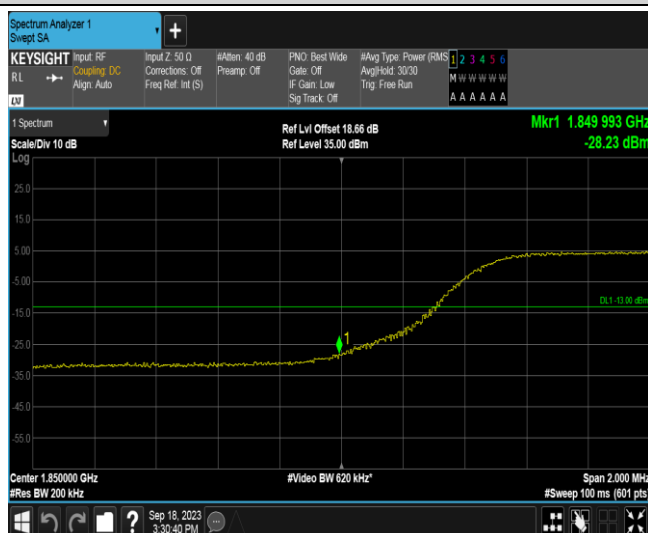 Spectrum Analyzer 1
Swept SA
+
KEYSIGHT
RL
Input: RF
Coupling: DC
Align: Auto
Input Z: 50 Ω
Corrections: Off
Freq Ref: Int (S)
#Atten: 40 dB
Preamp: Off
PNO: Best Wide
Gate: Off
IF Gain: Low
Sig Track: Off
#Avg Type: Power (RMS
Avg|Hold: 30/30
Trig: Free Run
1 2 3 4 5 6
M W W W W W
A A A A A A
LXI
1 Spectrum
Scale/Div 10 dB
Ref Lvl Offset 18.66 dB
Ref Level 35.00 dBm
Mkr1 1.849 993 GHz
-28.23 dBm
Log
25.0
15.0
5.00
-5.00
DL1 -13.00 dBm
-15.0
1
-25.0
-35.0
-45.0
-55.0
Center 1.850000 GHz
#Video BW 620 kHz*
Span 2.000 MHz
#Res BW 200 kHz
#Sweep 100 ms (601 pts)
?
Sep 18, 2023
3:30:40 PM